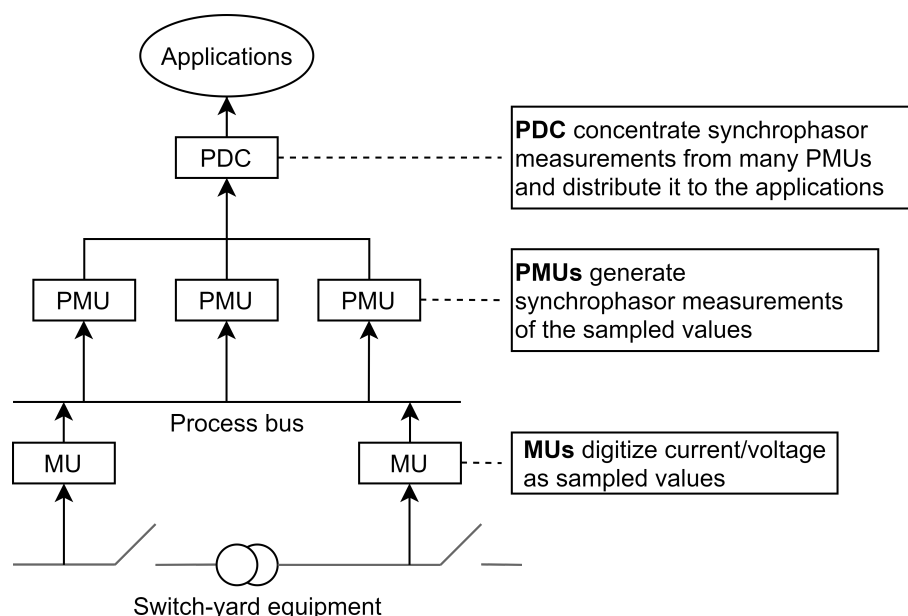 Applications
PDC
PDC concentrate synchrophasor
measurements from many PMUs
and distribute it to the applications
PMU
PMU
PMU
PMUs generate
synchrophasor measurements
of the sampled values
Process bus
MU
MU
MUs digitize current/voltage
as sampled values
Switch-yard equipment